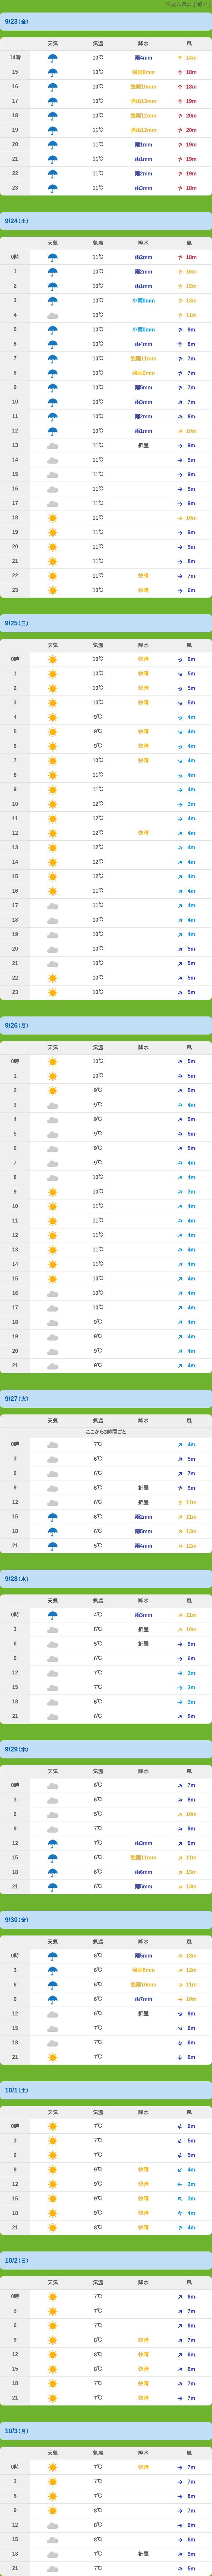 9/23(金)
天気 気温 降水 風
14時 10℃ 雨4mm 14m
15 10℃ 強雨8mm 18m
16 10℃ 強雨10mm 18m
17 10℃ 強雨13mm 19m
18 10℃ 強雨12mm 20m
19 11℃ 強雨12mm 20m
20 11℃ 雨1mm 19m
21 11℃ 雨1mm 19m
22 11℃ 雨2mm 19m
23 11℃ 雨3mm 18m
9/24(土)
天気 気温 降水 風
0時 11℃ 雨2mm 18m
1 10℃ 雨2mm 16m
2 10℃ 雨1mm 15m
3 10℃ 小雨0mm 13m
4 10℃ 11m
5 10℃ 小雨0mm 9m
6 10℃ 雨4mm 8m
7 10℃ 強雨11mm 7m
8 10℃ 強雨9mm 7m
9 10℃ 雨5mm 7m
10 10℃ 雨3mm 7m
11 10℃ 雨2mm 8m
12 10℃ 雨1mm 10m
13 11℃ 折畳 9m
14 11℃ 9m
15 11℃ 9m
16 11℃ 9m
17 11℃ 9m
18 11℃ 10m
19 11℃ 9m
20 11℃ 9m
21 11℃ 8m
22 11℃ 快晴 7m
23 10℃ 快晴 6m
9/25(日)
天気 気温 降水 風
0時 10℃ 快晴 6m
1 10℃ 快晴 5m
2 10℃ 快晴 5m
3 10℃ 快晴 5m
4 9℃ 4m
5 9℃ 快晴 4m
6 9℃ 快晴 4m
7 10℃ 快晴 4m
8 11℃ 4m
9 11℃ 4m
10 12℃ 3m
11 12℃ 4m
12 12℃ 快晴 4m
13 12℃ 4m
14 12℃ 4m
15 12℃ 4m
16 11℃ 4m
17 11℃ 4m
18 10℃ 4m
19 10℃ 4m
20 10℃ 5m
21 10℃ 5m
22 10℃ 5m
23 10℃ 5m
9/26(月)
天気 気温 降水 風
0時 10℃ 5m
1 10℃ 5m
2 9℃ 5m
3 9℃ 4m
4 9℃ 5m
5 9℃ 5m
6 9℃ 5m
7 9℃ 4m
8 10℃ 4m
9 10℃ 3m
10 11℃ 4m
11 11℃ 4m
12 11℃ 4m
13 11℃ 4m
14 11℃ 4m
15 10℃ 4m
16 10℃ 4m
17 10℃ 4m
18 9℃ 4m
19 9℃ 4m
20 9℃ 4m
21 9℃ 4m
9/27(火)
天気 気温 降水 風
ここから3時間ごと
0時 7℃ 4m
3 6℃ 5m
6 6℃ 7m
9 6℃ 折畳 9m
12 6℃ 折畳 11m
15 6℃ 雨2mm 11m
18 6℃ 雨5mm 13m
21 5℃ 雨4mm 12m
9/28(水)
天気 気温 降水 風
0時 4℃ 雨3mm 11m
3 5℃ 折畳 10m
6 5℃ 折畳 9m
9 6℃ 6m
12 7℃ 3m
15 7℃ 3m
18 6℃ 3m
21 6℃ 5m
9/29(木)
天気 気温 降水 風
0時 6℃ 7m
3 6℃ 8m
6 5℃ 10m
9 7℃ 9m
12 7℃ 雨3mm 9m
15 6℃ 強雨11mm 11m
18 6℃ 雨6mm 13m
21 6℃ 雨5mm 13m
9/30(金)
天気 気温 降水 風
0時 6℃ 雨5mm 13m
3 6℃ 強雨8mm 12m
6 6℃ 強雨10mm 11m
9 6℃ 雨7mm 10m
12 6℃ 折畳 9m
15 7℃ 6m
18 7℃ 6m
21 7℃ 6m
10/1(土)
天気 気温 降水 風
0時 7℃ 6m
3 7℃ 5m
6 7℃ 5m
9 9℃ 快晴 4m
12 9℃ 快晴 3m
15 9℃ 快晴 3m
18 9℃ 快晴 4m
21 8℃ 快晴 4m
10/2(日)
天気 気温 降水 風
0時 7℃ 6m
3 7℃ 7m
6 7℃ 8m
9 8℃ 快晴 7m
12 8℃ 快晴 6m
15 8℃ 快晴 6m
18 7℃ 快晴 7m
21 7℃ 快晴 7m
10/3(月)
天気 気温 降水 風
0時 7℃ 快晴 7m
3 7℃ 7m
6 7℃ 8m
9 8℃ 7m
12 8℃ 6m
15 8℃ 6m
18 7℃ 折畳 5m
21 7℃ 5m